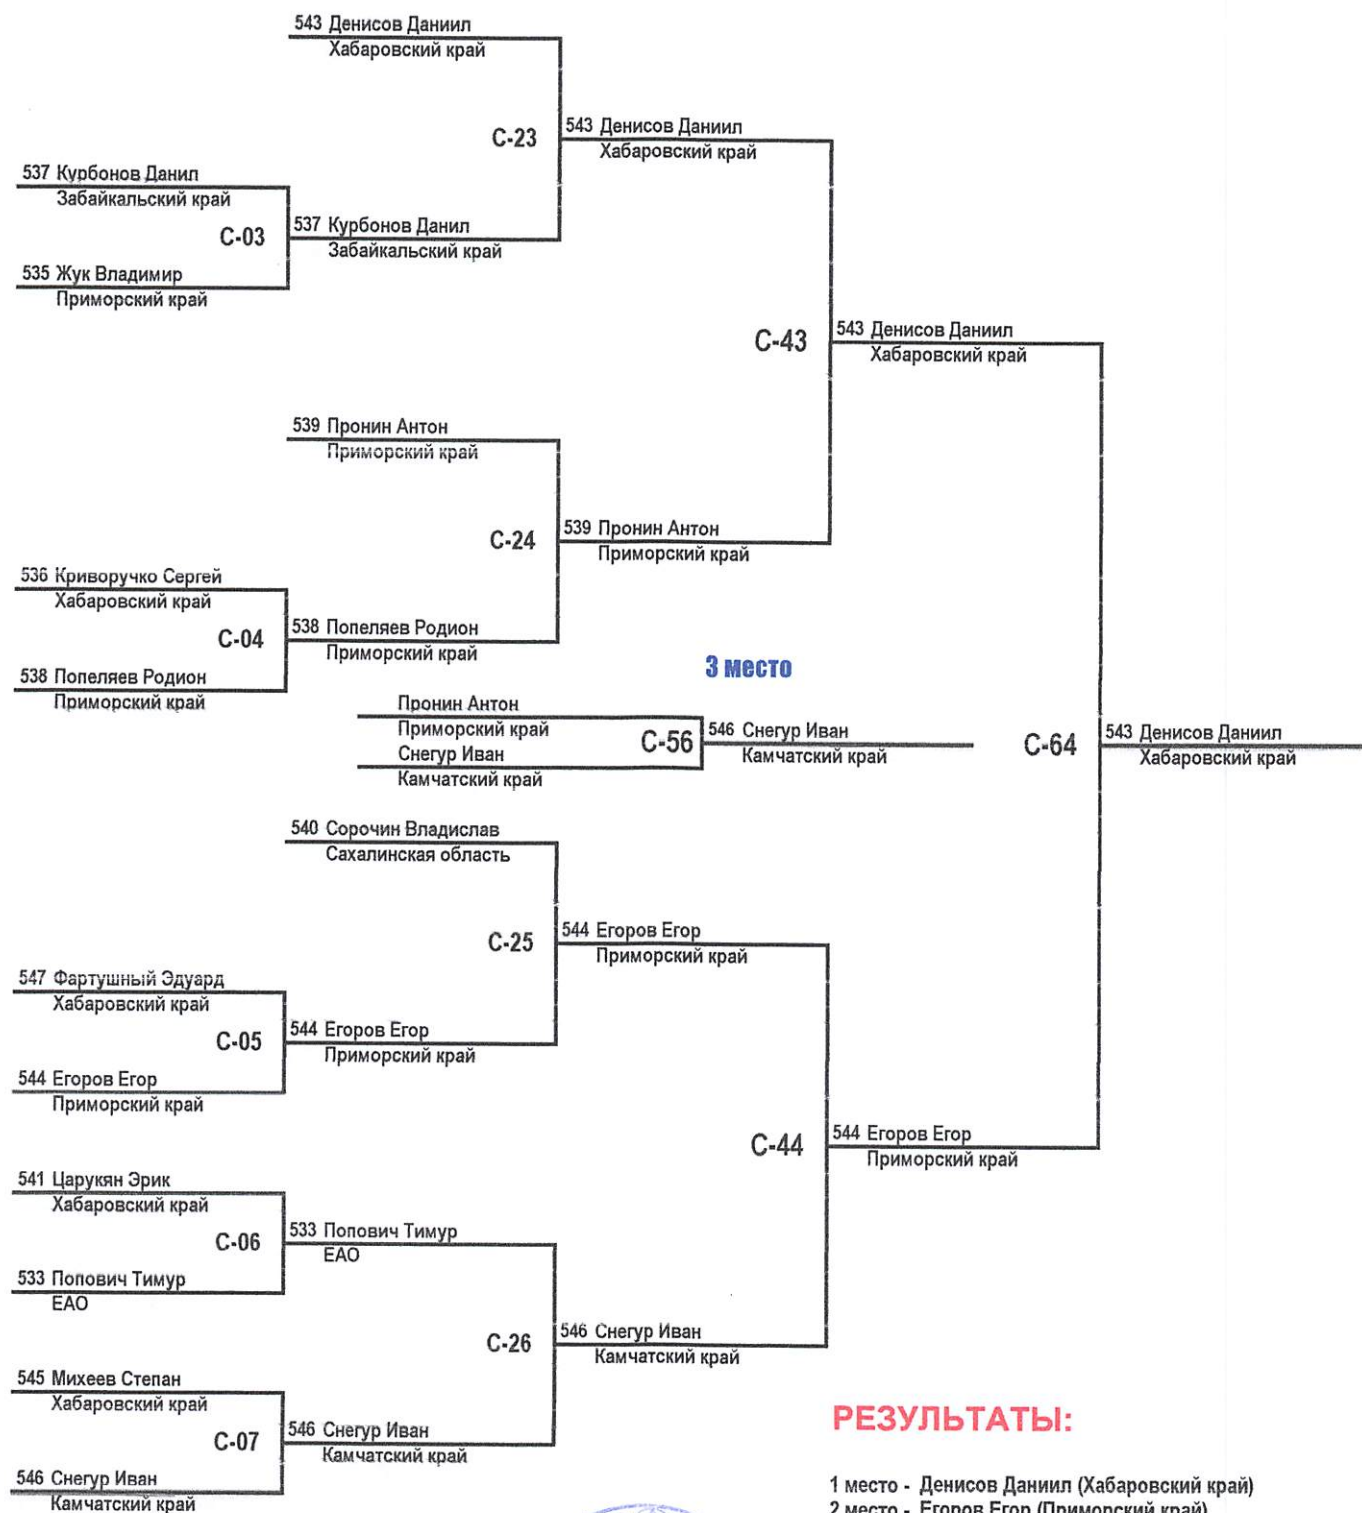 543 Денисов Даниил
Хабаровский край
С-23
543 Денисов Даниил
Хабаровский край
537 Курбонов Данил
Забайкальский край
С-03
537 Курбонов Данил
Забайкальский край
535 Жук Владимир
Приморский край
С-43
543 Денисов Даниил
Хабаровский край
539 Пронин Антон
Приморский край
С-24
539 Пронин Антон
Приморский край
536 Криворучко Сергей
Хабаровский край
С-04
538 Попеляев Родион
Приморский край
538 Попеляев Родион
Приморский край
3 место
Пронин Антон
Приморский край
Снегур Иван
Камчатский край
С-56
546 Снегур Иван
Камчатский край
С-64
543 Денисов Даниил
Хабаровский край
540 Сорочин Владислав
Сахалинская область
С-25
544 Егоров Егор
Приморский край
547 Фартушный Эдуард
Хабаровский край
С-05
544 Егоров Егор
Приморский край
544 Егоров Егор
Приморский край
С-44
544 Егоров Егор
Приморский край
541 Царукян Эрик
Хабаровский край
С-06
533 Попович Тимур
ЕАО
533 Попович Тимур
ЕАО
С-26
546 Снегур Иван
Камчатский край
545 Михеев Степан
Хабаровский край
С-07
546 Снегур Иван
Камчатский край
546 Снегур Иван
Камчатский край
РЕЗУЛЬТАТЫ:
1 место - Денисов Даниил (Хабаровский край)
2 место - Егоров Егор (Приморский край)